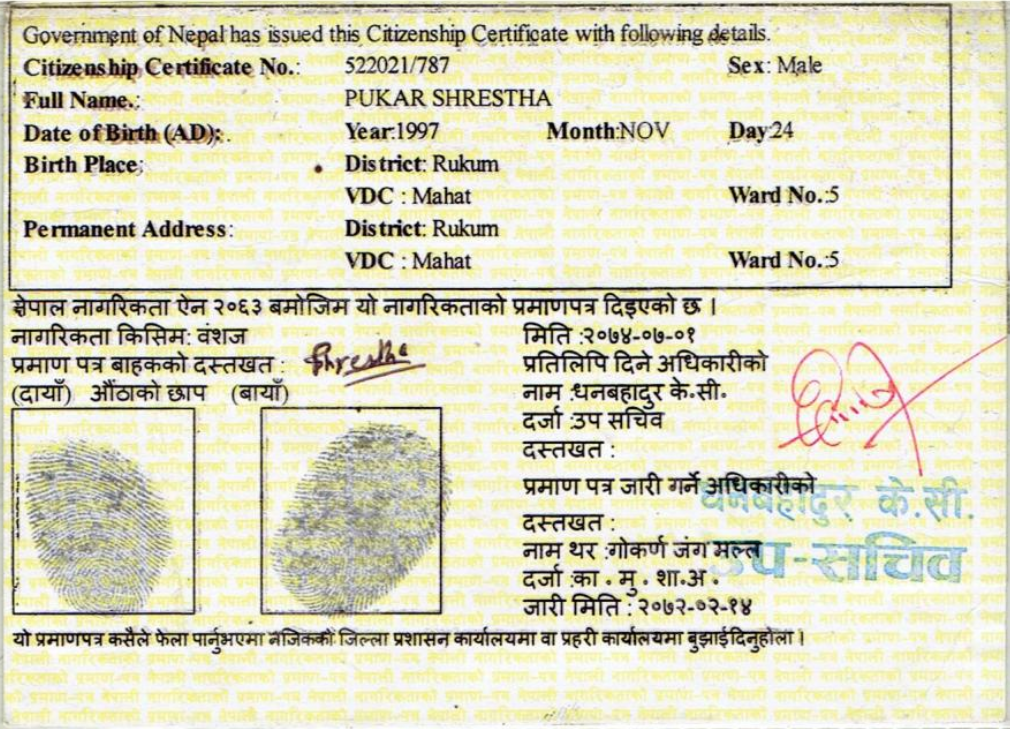 Government of Nepal has issued this Citizenship Certificate with following details.
Citizenship Certificate No.: 522021/787 Sex: Male
Full Name.: PUKAR SHRESTHA
Date of Birth (AD):. Year:1997 Month:NOV Day:24
Birth Place: District: Rukum
VDC : Mahat Ward No.:5
Permanent Address: District: Rukum
VDC : Mahat Ward No.:5
नेपाल नागरिकता ऐन २०६३ बमोजिम यो नागरिकताको प्रमाणपत्र दिइएको छ ।
नागरिकता किसिम: वंशज
प्रमाण पत्र बाहकको दस्तखत : Shrestha
(दायाँ) औंठाको छाप (बायाँ)
मिति :२०७४-०७-०१
प्रतिलिपि दिने अधिकारीको
नाम :धनबहादुर के.सी.
दर्जा :उप सचिव
दस्तखत :
प्रमाण पत्र जारी गर्ने अधिकारीको
धनबहादुर के.सी.
उप-सचिव
दस्तखत :
नाम थर :गोकर्ण जंग मल्ल
दर्जा :का . मु . शा.अ .
जारी मिति : २०७२-०२-१४
यो प्रमाणपत्र कसैले फेला पार्नुभएमा नजिकको जिल्ला प्रशासन कार्यालयमा वा प्रहरी कार्यालयमा बुझाईदिनुहोला ।